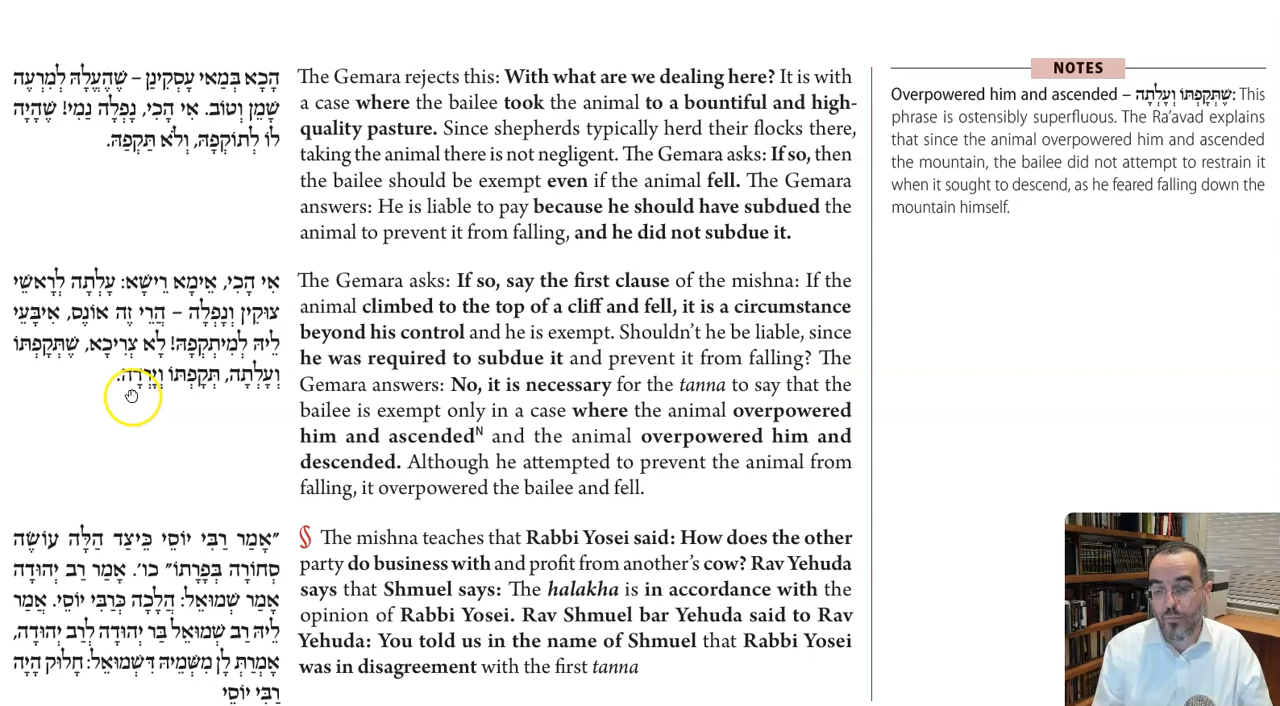 הָכָא בְּמַאי עָסְקִינַן – שֶׁהֶעֱלָהּ לְמִרְעֶה
שָׁמֵן וְטוֹב. אִי הָכִי, נָפְלָה נַמִי! שֶׁהָיָה
לוֹ לְתוֹקְפָהּ, וְלֹא תְּקָפָהּ.
The Gemara rejects this: With what are we dealing here? It is with
a case where the bailee took the animal to a bountiful and high-
quality pasture. Since shepherds typically herd their flocks there,
taking the animal there is not negligent. The Gemara asks: If so, then
the bailee should be exempt even if the animal fell. The Gemara
answers: He is liable to pay because he should have subdued the
animal to prevent it from falling, and he did not subdue it.
אִי הָכִי, אֵימָא רֵישָׁא: עָלְתָה לְרָאשֵׁי
צוּקִין וְנָפְלָה – הֲרֵי זֶה אוֹנֶס, אִיבָּעֵי
לֵיהּ לְמִיתְקְפָהּ! לָא צְרִיכָא, שֶׁתְּקָפַתּוּ
וְעָלְתָה, תְּקָפַתּוּ וְיָרְדָה.
The Gemara asks: If so, say the first clause of the mishna: If the
animal climbed to the top of a cliff and fell, it is a circumstance
beyond his control and he is exempt. Shouldn't he be liable, since
he was required to subdue it and prevent it from falling? The
Gemara answers: No, it is necessary for the tanna to say that the
bailee is exempt only in a case where the animal overpowered
him and ascendedᴺ and the animal overpowered him and
descended. Although he attempted to prevent the animal from
falling, it overpowered the bailee and fell.
״אָמַר רַבִּי יוֹסֵי כֵּיצַד הַלָּה עוֹשֶׂה
סְחוֹרָה בְּפָרָתוֹ״ כו׳. אָמַר רַב יְהוּדָה
אָמַר שְׁמוּאֵל: הֲלָכָה כְּרַבִּי יוֹסֵי. אֲמַר
לֵיהּ רַב שְׁמוּאֵל בַּר יְהוּדָה לְרַב יְהוּדָה,
אֲמַרְתְּ לַן מִשְּׁמֵיהּ דִּשְׁמוּאֵל: חָלוּק הָיָה
רַבִּי יוֹסֵי
§ The mishna teaches that Rabbi Yosei said: How does the other
party do business with and profit from another's cow? Rav Yehuda
says that Shmuel says: The halakha is in accordance with the
opinion of Rabbi Yosei. Rav Shmuel bar Yehuda said to Rav
Yehuda: You told us in the name of Shmuel that Rabbi Yosei
was in disagreement with the first tanna
NOTES
Overpowered him and ascended – שֶׁתְּקָפַתּוּ וְעָלְתָה: This
phrase is ostensibly superfluous. The Ra'avad explains
that since the animal overpowered him and ascended
the mountain, the bailee did not attempt to restrain it
when it sought to descend, as he feared falling down the
mountain himself.